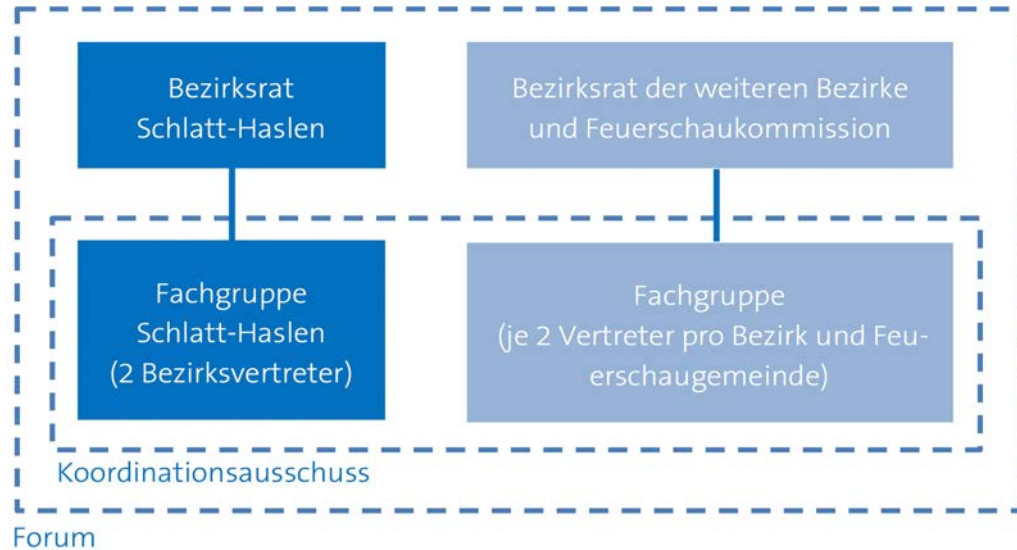 Bezirksrat
Schlatt-Haslen
Bezirksrat der weiteren Bezirke
und Feuerschaukommission
Fachgruppe
Schlatt-Haslen
(2 Bezirksvertreter)
Fachgruppe
(je 2 Vertreter pro Bezirk und Feu-
erschaugemeinde)
Koordinationsausschuss
Forum